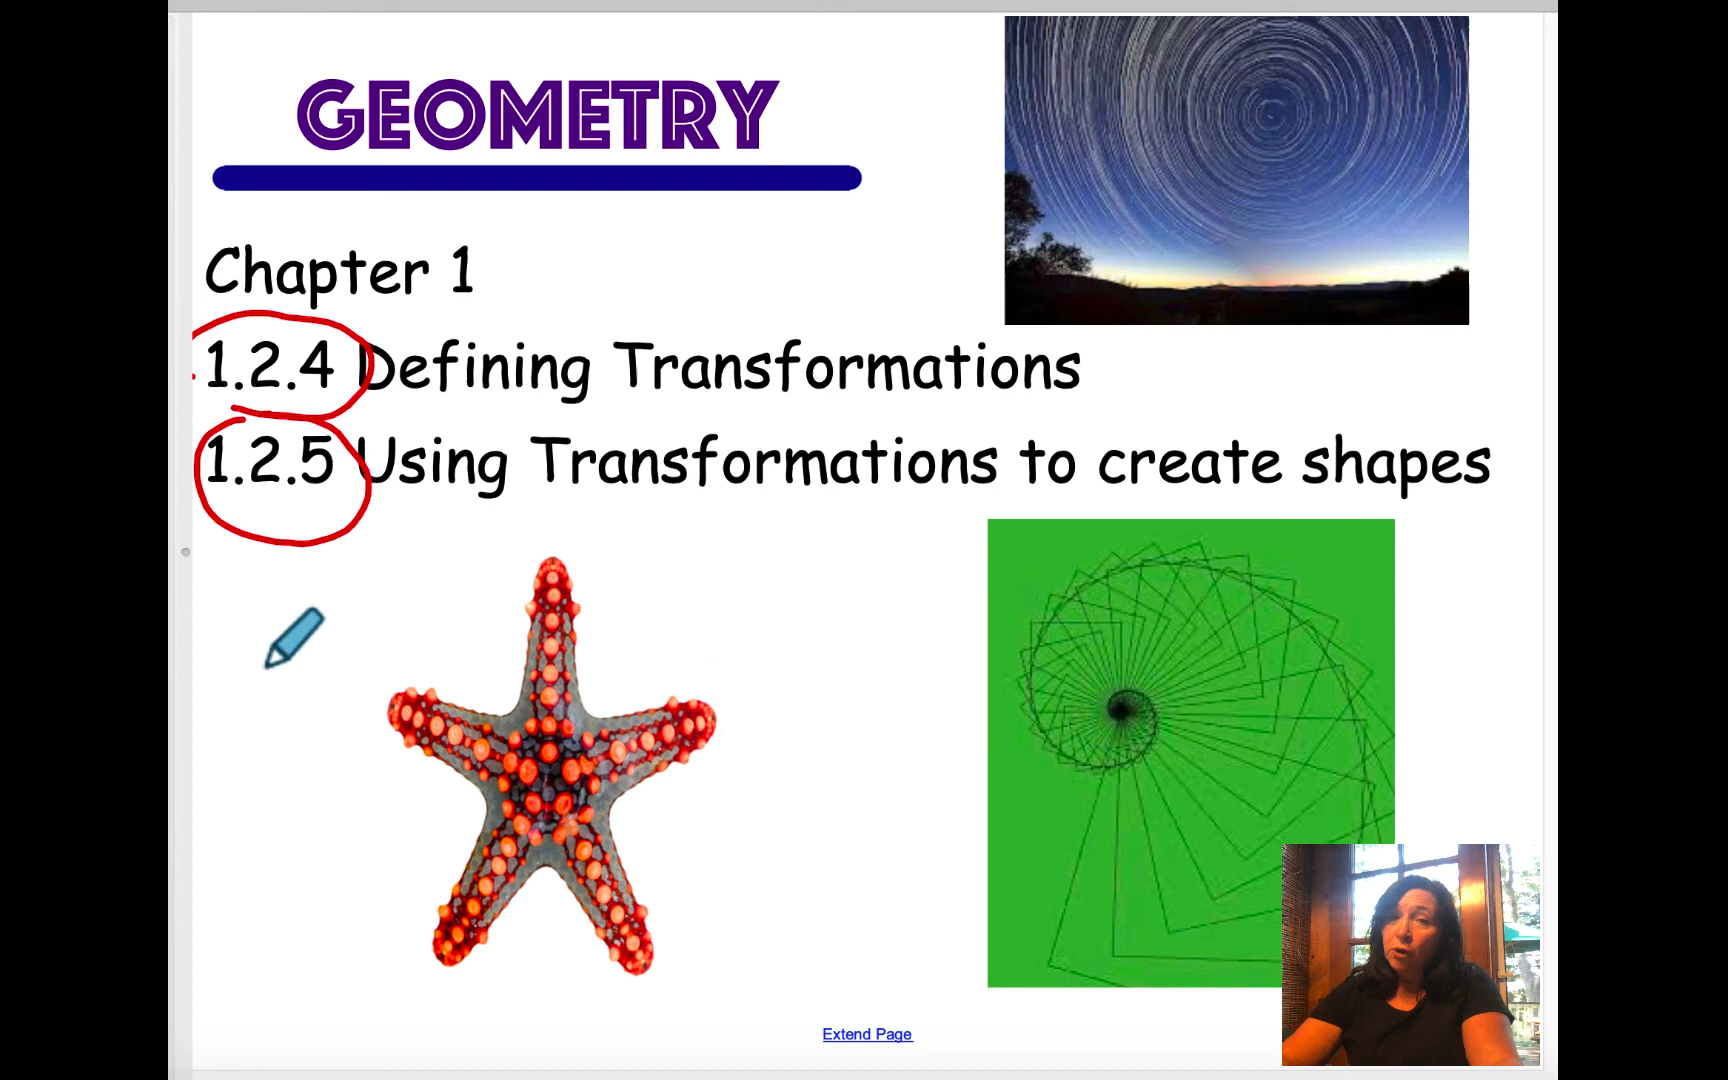 GEOMETRY
Chapter 1
1.2.4 Defining Transformations
1.2.5 Using Transformations to create shapes
Extend Page